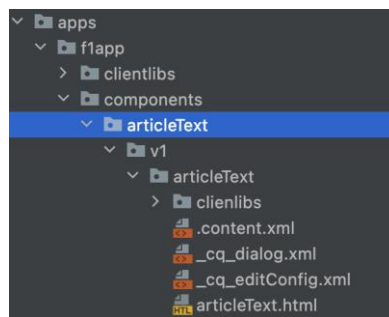 apps
f1app
clientlibs
components
articleText
v1
articleText
clienlibs
.content.xml
_cq_dialog.xml
_cq_editConfig.xml
articleText.html